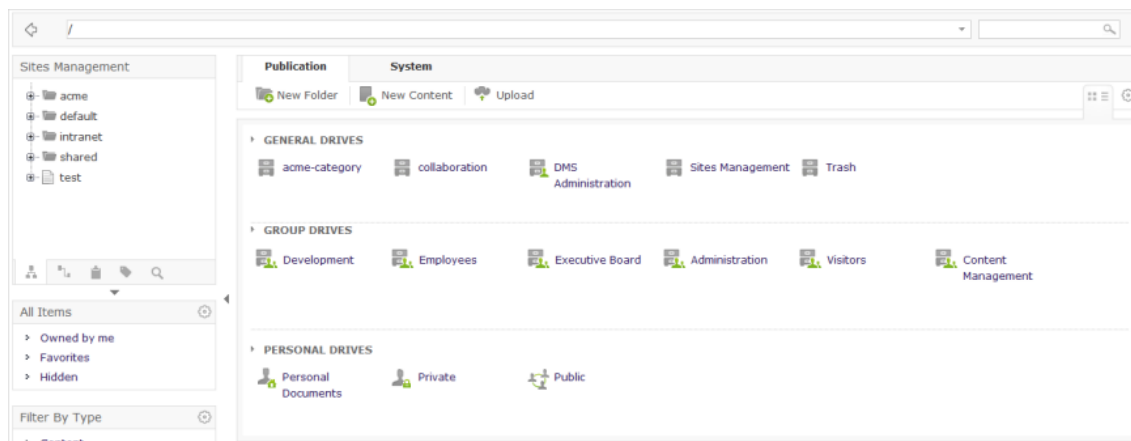 /
Sites Management
acme
default
intranet
shared
test
All Items
Owned by me
Favorites
Hidden
Filter By Type
Publication System
New Folder New Content Upload
GENERAL DRIVES
acme-category collaboration DMS Administration Sites Management Trash
GROUP DRIVES
Development Employees Executive Board Administration Visitors Content Management
PERSONAL DRIVES
Personal Documents Private Public